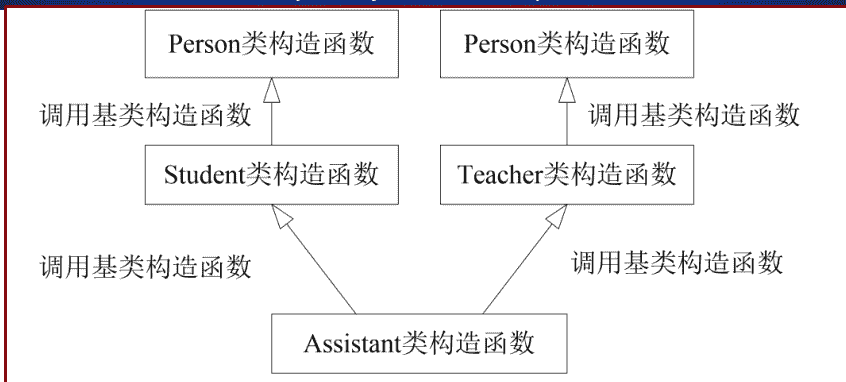 Person类构造函数
Person类构造函数
调用基类构造函数
调用基类构造函数
Student类构造函数
Teacher类构造函数
调用基类构造函数
调用基类构造函数
Assistant类构造函数